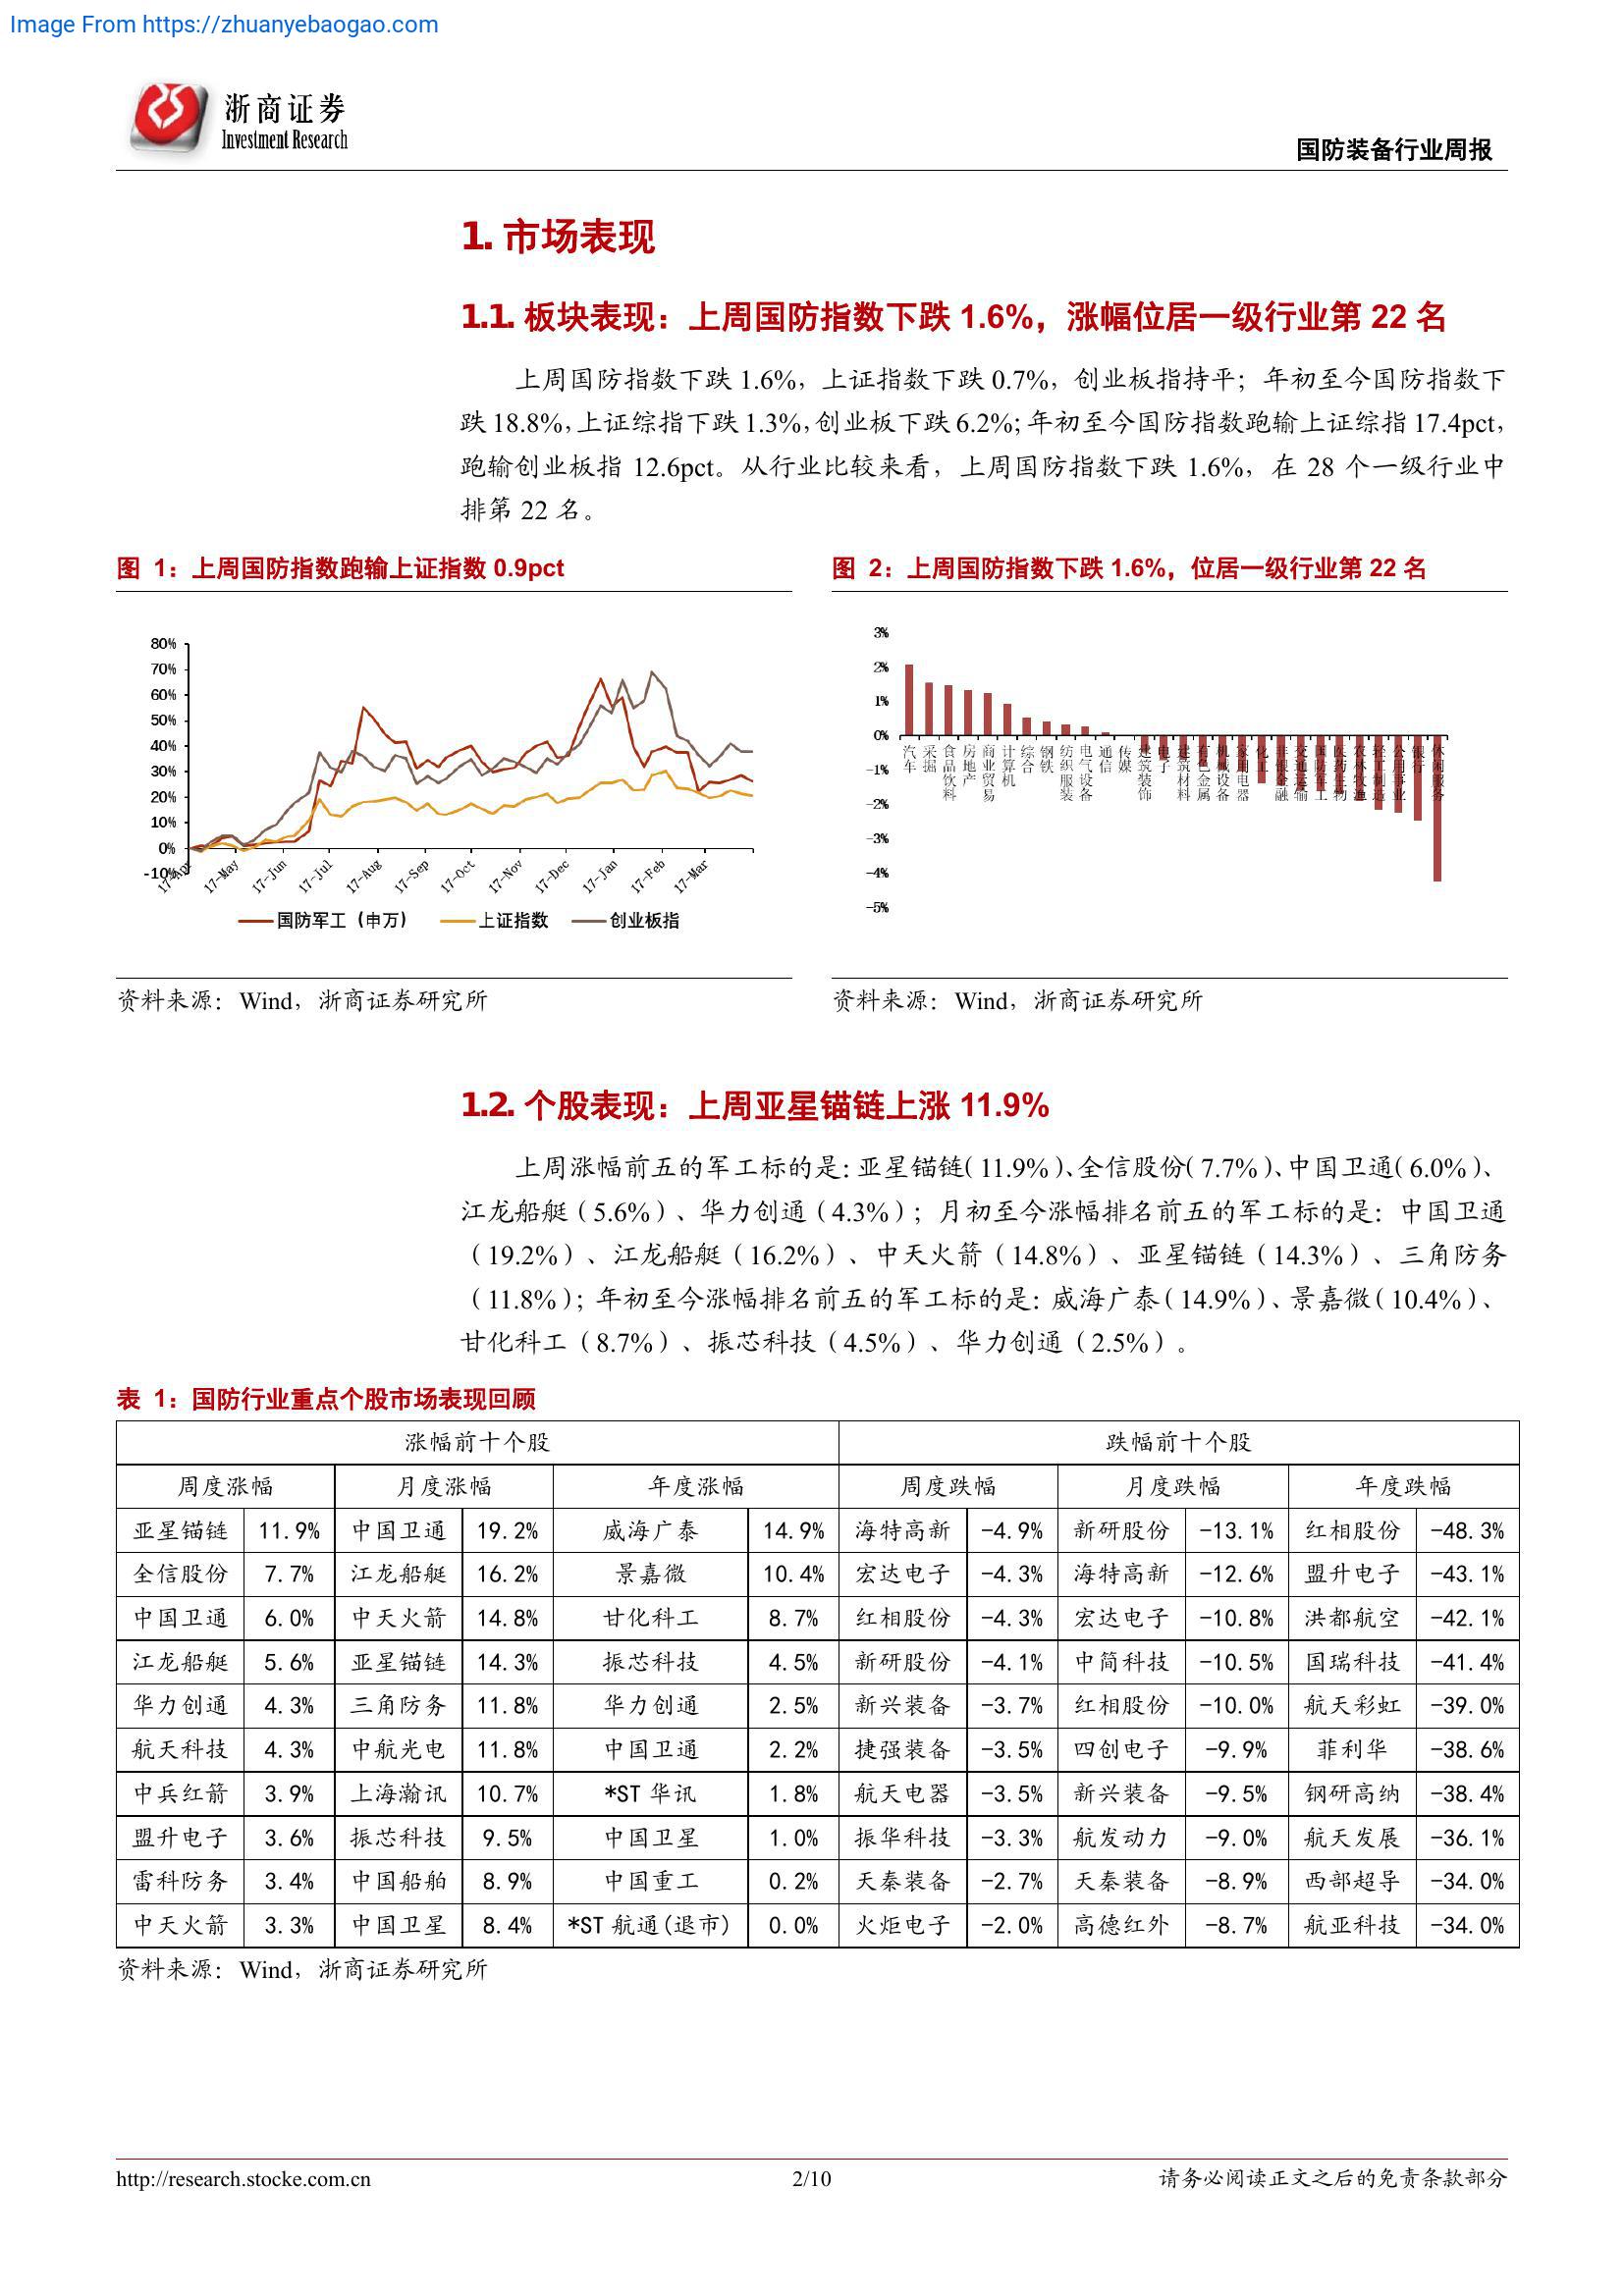 Image From https://zhuanyebaogao.com
浙商证券
Investment Research
国防装备行业周报
1. 市场表现
1.1. 板块表现：上周国防指数下跌 1.6%，涨幅位居一级行业第 22 名
上周国防指数下跌 1.6%，上证指数下跌 0.7%，创业板指持平；年初至今国防指数下
跌 18.8%，上证综指下跌 1.3%，创业板下跌 6.2%；年初至今国防指数跑输上证综指 17.4pct，
跑输创业板指 12.6pct。从行业比较来看，上周国防指数下跌 1.6%，在 28 个一级行业中
排第 22 名。
图 1：上周国防指数跑输上证指数 0.9pct
80%
70%
60%
50%
40%
30%
20%
10%
0%
-10%
17-Apr 17-May 17-Jun 17-Jul 17-Aug 17-Sep 17-Oct 17-Nov 17-Dec 17-Jan 17-Feb 17-Mar
国防军工（申万） 上证指数 创业板指
资料来源：Wind，浙商证券研究所
图 2：上周国防指数下跌 1.6%，位居一级行业第 22 名
3%
2%
1%
0%
-1%
-2%
-3%
-4%
-5%
汽车 采掘 食品饮料 房地产 商业贸易 计算机 综合 钢铁 纺织服装 电气设备 通信 传媒 建筑装饰 电子 建筑材料 有色金属 机械设备 家用电器 化工 非银金融 交通运输 国防军工 医药生物 农林牧渔 轻工制造 公用事业 银行 休闲服务
资料来源：Wind，浙商证券研究所
1.2. 个股表现：上周亚星锚链上涨 11.9%
上周涨幅前五的军工标的是：亚星锚链（11.9%）、全信股份（7.7%）、中国卫通（6.0%）、
江龙船艇（5.6%）、华力创通（4.3%）；月初至今涨幅排名前五的军工标的是：中国卫通
（19.2%）、江龙船艇（16.2%）、中天火箭（14.8%）、亚星锚链（14.3%）、三角防务
（11.8%）；年初至今涨幅排名前五的军工标的是：威海广泰（14.9%）、景嘉微（10.4%）、
甘化科工（8.7%）、振芯科技（4.5%）、华力创通（2.5%）。
表 1：国防行业重点个股市场表现回顾
涨幅前十个股 跌幅前十个股
周度涨幅 月度涨幅 年度涨幅 周度跌幅 月度跌幅 年度跌幅
亚星锚链 11.9% 中国卫通 19.2% 威海广泰 14.9% 海特高新 -4.9% 新研股份 -13.1% 红相股份 -48.3%
全信股份 7.7% 江龙船艇 16.2% 景嘉微 10.4% 宏达电子 -4.3% 海特高新 -12.6% 盟升电子 -43.1%
中国卫通 6.0% 中天火箭 14.8% 甘化科工 8.7% 红相股份 -4.3% 宏达电子 -10.8% 洪都航空 -42.1%
江龙船艇 5.6% 亚星锚链 14.3% 振芯科技 4.5% 新研股份 -4.1% 中简科技 -10.5% 国瑞科技 -41.4%
华力创通 4.3% 三角防务 11.8% 华力创通 2.5% 新兴装备 -3.7% 红相股份 -10.0% 航天彩虹 -39.0%
航天科技 4.3% 中航光电 11.8% 中国卫通 2.2% 捷强装备 -3.5% 四创电子 -9.9% 菲利华 -38.6%
中兵红箭 3.9% 上海瀚讯 10.7% *ST 华讯 1.8% 航天电器 -3.5% 新兴装备 -9.5% 钢研高纳 -38.4%
盟升电子 3.6% 振芯科技 9.5% 中国卫星 1.0% 振华科技 -3.3% 航发动力 -9.0% 航天发展 -36.1%
雷科防务 3.4% 中国船舶 8.9% 中国重工 0.2% 天秦装备 -2.7% 天秦装备 -8.9% 西部超导 -34.0%
中天火箭 3.3% 中国卫星 8.4% *ST 航通(退市) 0.0% 火炬电子 -2.0% 高德红外 -8.7% 航亚科技 -34.0%
资料来源：Wind，浙商证券研究所
http://research.stocke.com.cn 2/10 请务必阅读正文之后的免责条款部分